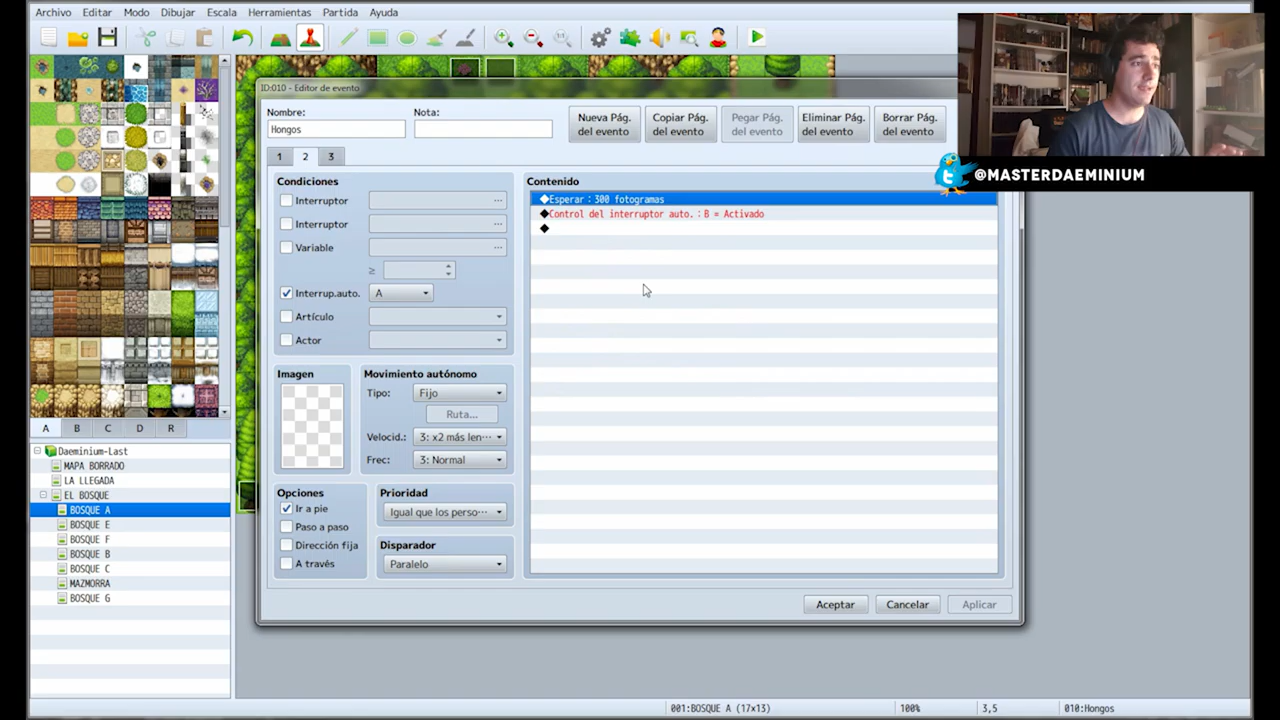 Archivo Editar Modo Dibujar Escala Herramientas Partida Ayuda
ID:010 - Editor de evento
Nombre:
Hongos
Nota:
Nueva Pág.
del evento
Copiar Pág.
del evento
Pegar Pág.
del evento
Eliminar Pág.
del evento
Borrar Pág.
del evento
@MASTERDAEMINIUM
1 2 3
Condiciones
Interruptor
Interruptor
Variable
≥
Interrup.auto. A
Artículo
Actor
Imagen
Movimiento autónomo
Tipo: Fijo
Ruta...
Velocid.: 3: x2 más len···
Frec: 3: Normal
Opciones
Ir a pie
Paso a paso
Dirección fija
A través
Prioridad
Igual que los perso···
Disparador
Paralelo
Contenido
◆Esperar：300 fotogramas
◆Control del interruptor auto.：B = Activado
◆
Aceptar Cancelar Aplicar
A B C D R
Daeminium-Last
MAPA BORRADO
LA LLEGADA
EL BOSQUE
BOSQUE A
BOSQUE E
BOSQUE F
BOSQUE B
BOSQUE C
MAZMORRA
BOSQUE G
001:BOSQUE A (17x13) 100% 3,5 010:Hongos